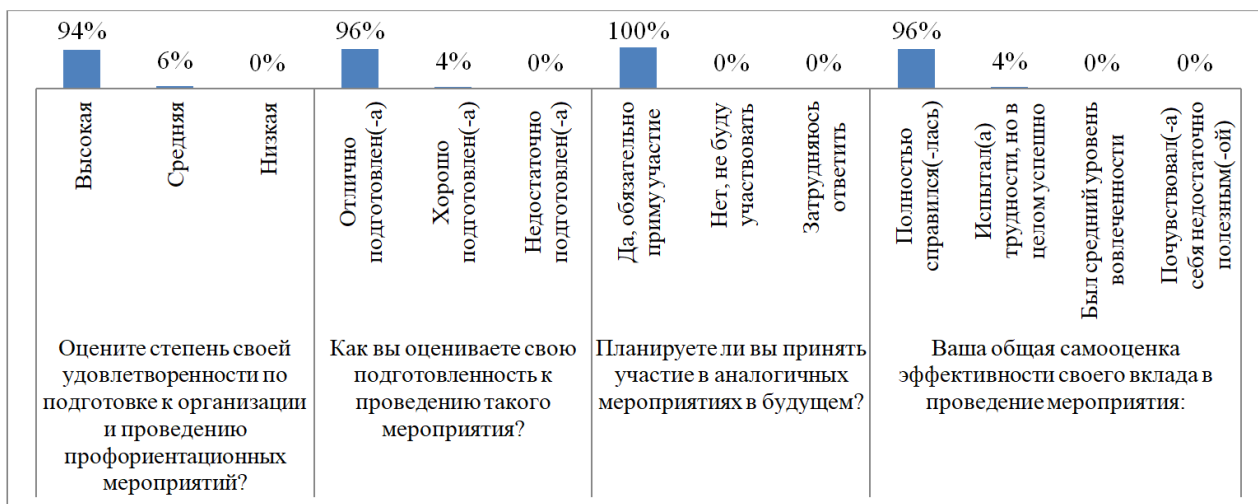 94%
6%
0%
96%
4%
0%
100%
0%
0%
96%
4%
0%
0%
Высокая
Средняя
Низкая
Отлично
подготовлен(-а)
Хорошо
подготовлен(-а)
Недостаточно
подготовлен(-а)
Да, обязательно
приму участие
Нет, не буду
участвовать
Затрудняюсь
ответить
Полностью
справился(-лась)
Испытал(а)
трудности, но в
целом успешно
Был средний уровень
вовлеченности
Почувствовал(-а)
себя недостаточно
полезным(-ой)
Оцените степень своей
удовлетворенности по
подготовке к организации
и проведению
профориентационных
мероприятий?
Как вы оцениваете свою
подготовленность к
проведению такого
мероприятия?
Планируете ли вы принять
участие в аналогичных
мероприятиях в будущем?
Ваша общая самооценка
эффективности своего вклада в
проведение мероприятия: